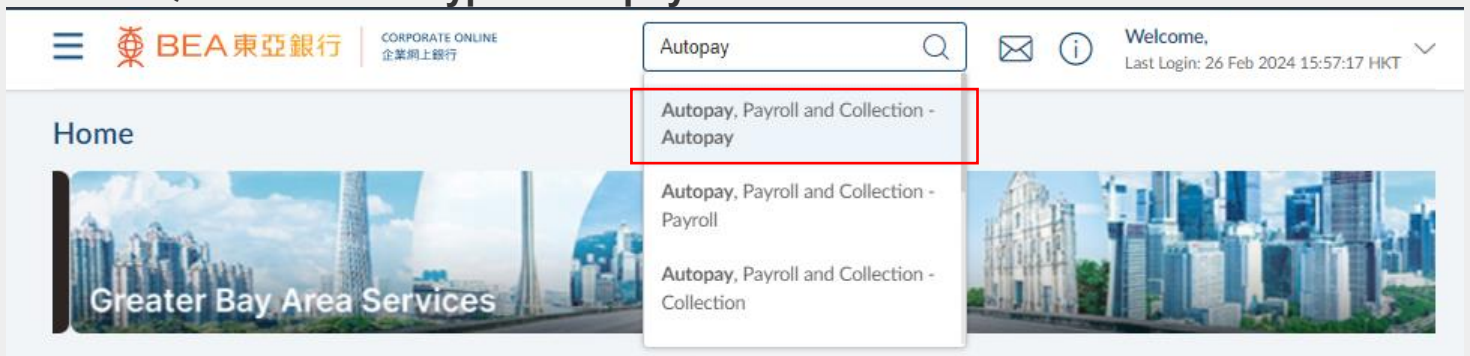 BEA東亞銀行
CORPORATE ONLINE
企業網上銀行
Autopay
Welcome,
Last Login: 26 Feb 2024 15:57:17 HKT
Home
Autopay, Payroll and Collection -
Autopay
Autopay, Payroll and Collection -
Payroll
Autopay, Payroll and Collection -
Collection
Greater Bay Area Services